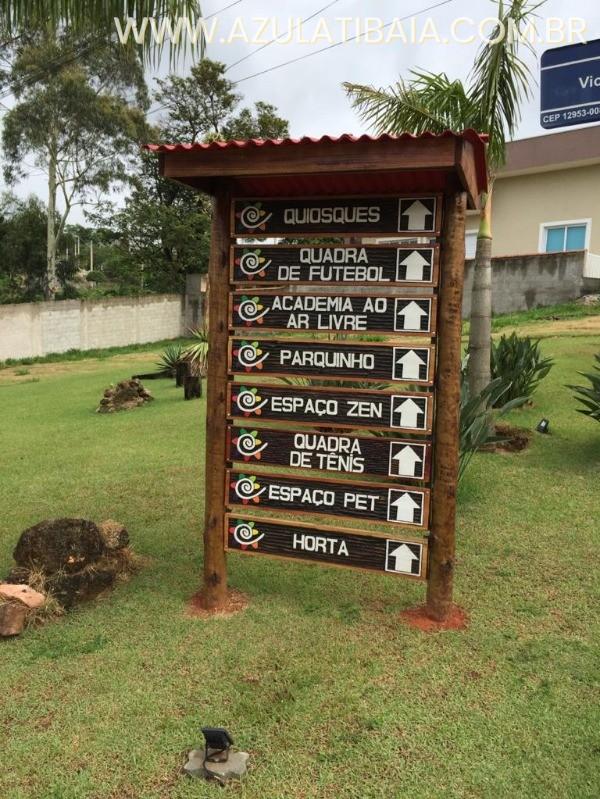 WWW.AZULATIBAIA.COM.BR
Vic
CEP 12953-00
QUIOSQUES
QUADRA
DE FUTEBOL
ACADEMIA AO
AR LIVRE
PARQUINHO
ESPAÇO ZEN
QUADRA
DE TÊNIS
ESPAÇO PET
HORTA